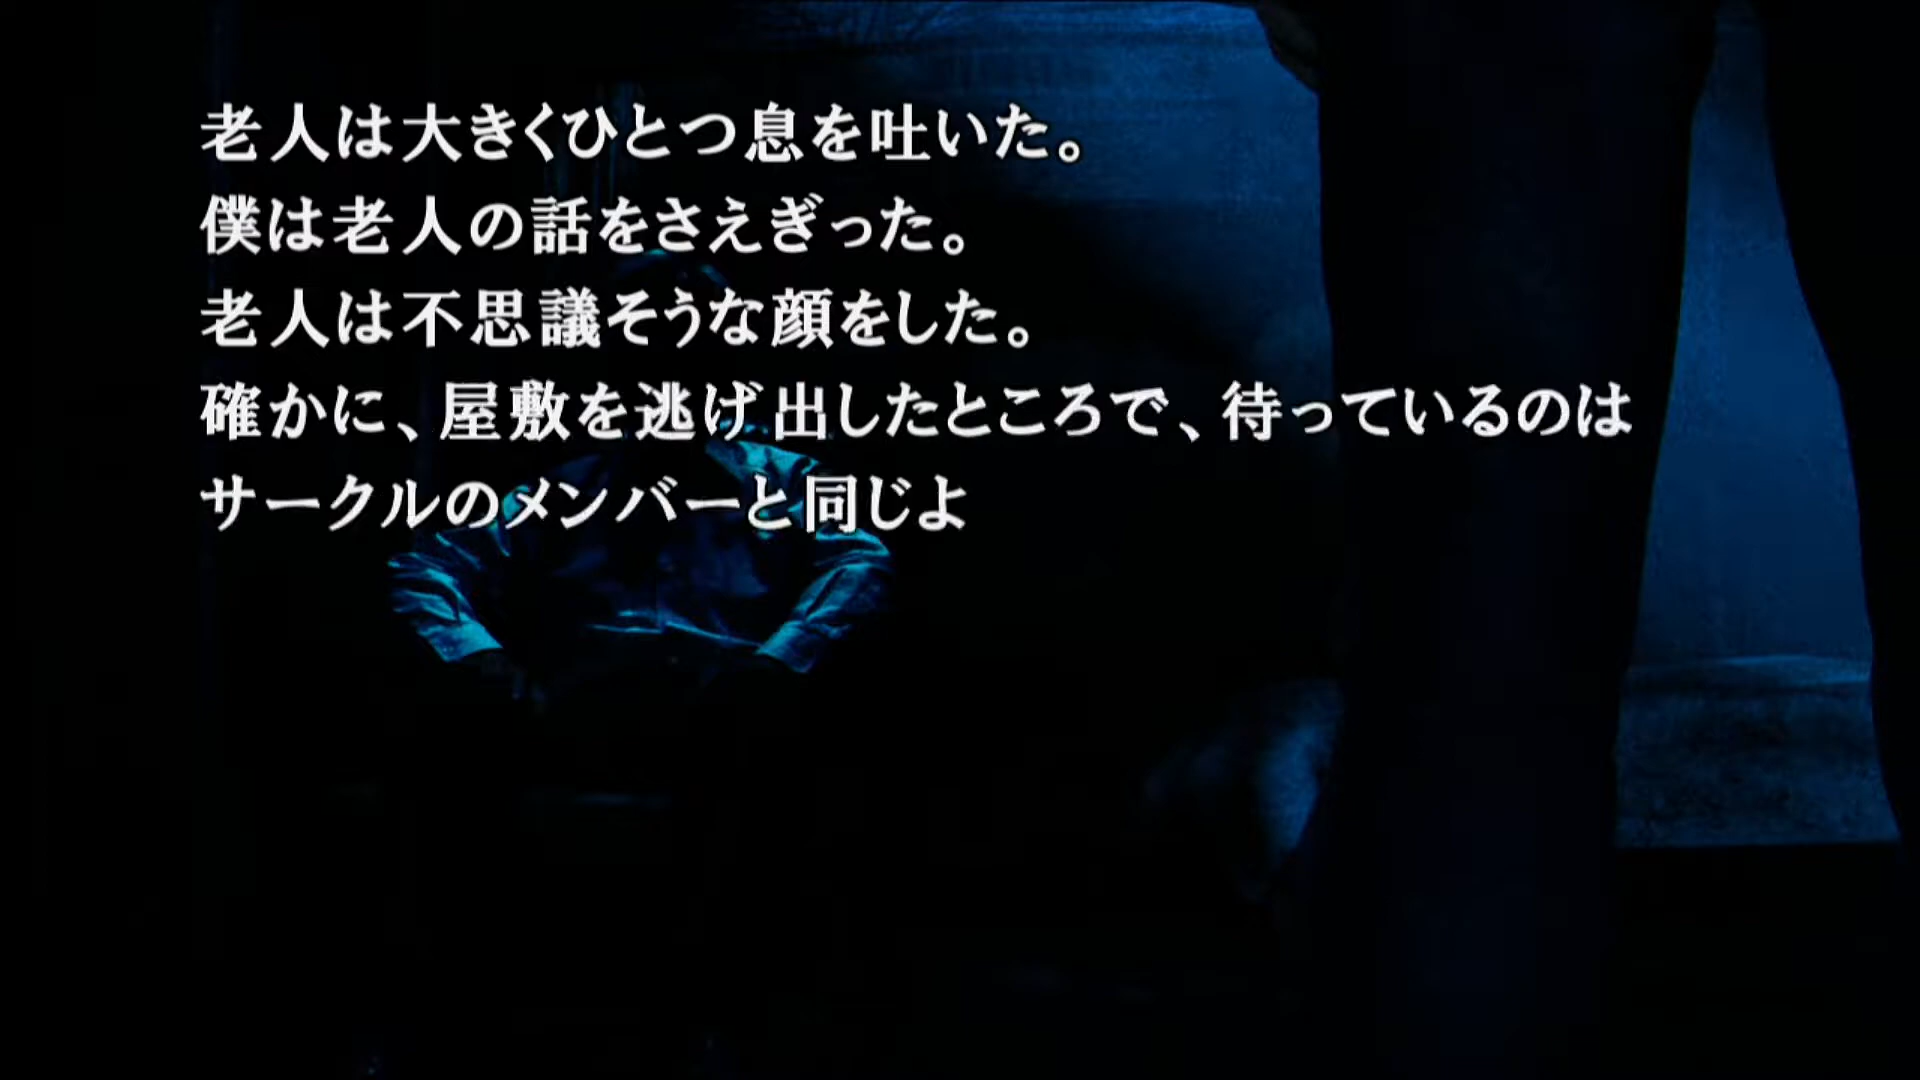 老人は大きくひとつ息を吐いた。
僕は老人の話をさえぎった。
老人は不思議そうな顔をした。
確かに、屋敷を逃げ出したところで、待っているのは
サークルのメンバーと同じよ